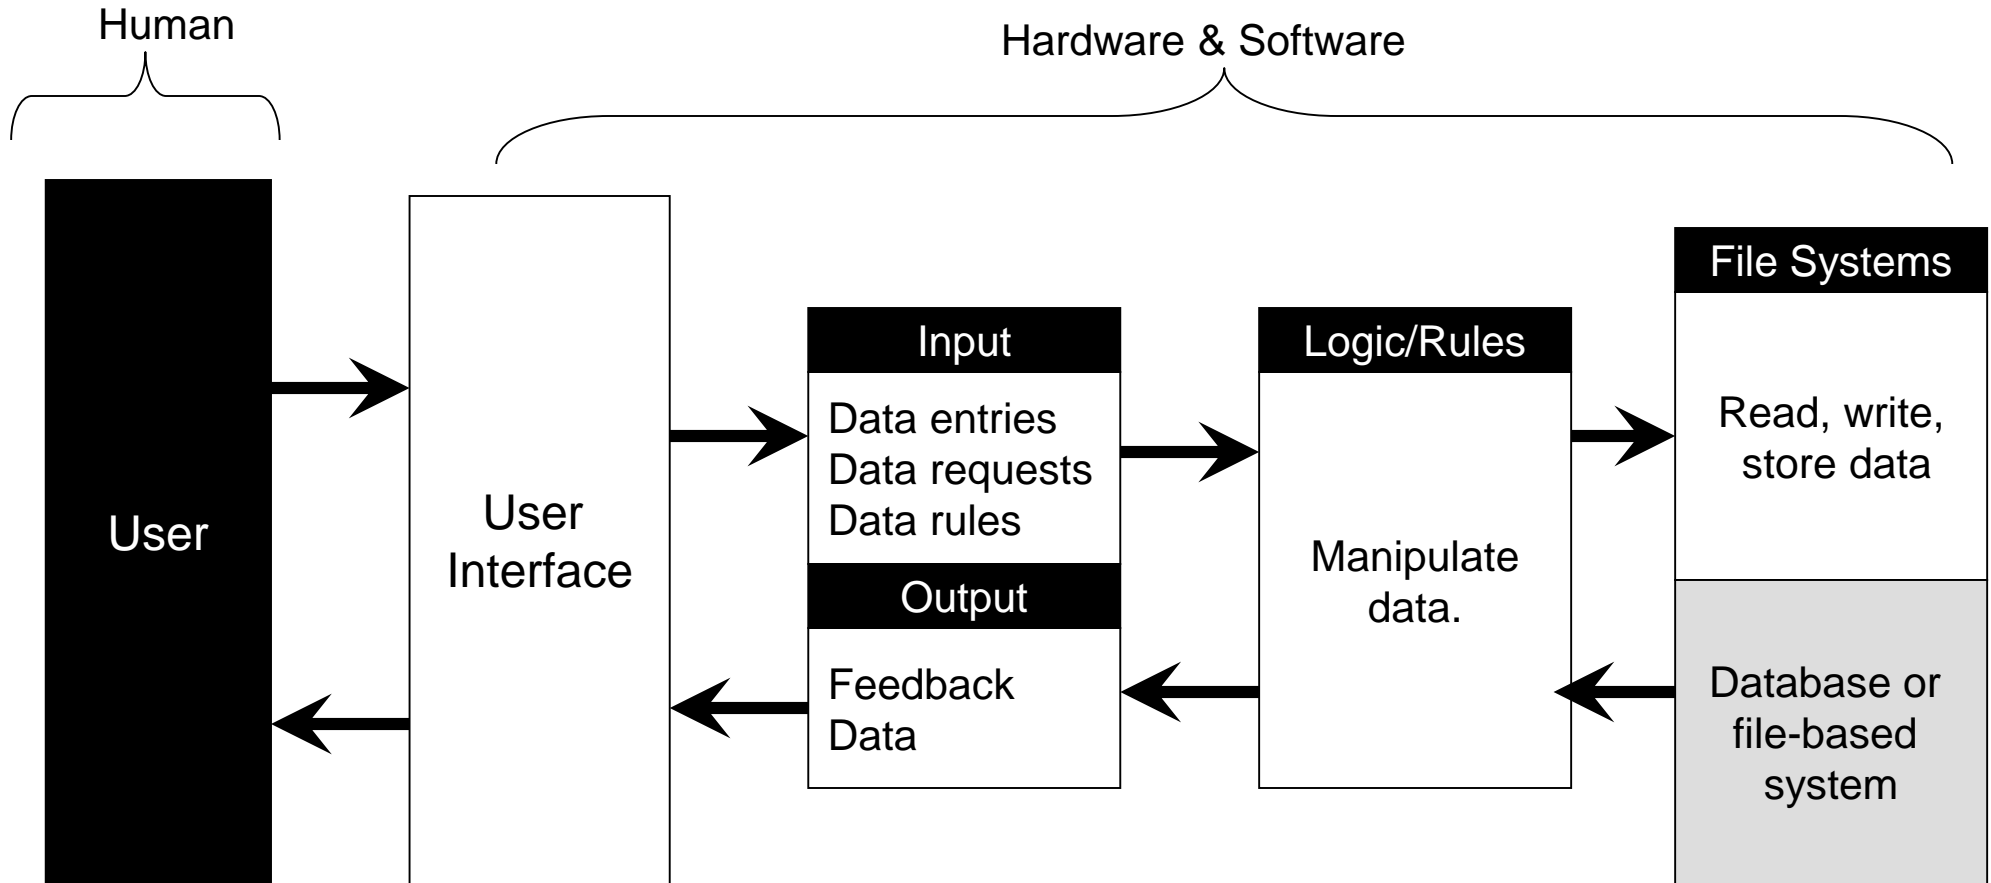 Human
Hardware & Software
User
User
Interface
Input
Data entries
Data requests
Data rules
Output
Feedback
Data
Logic/Rules
Manipulate
data.
File Systems
Read, write,
store data
Database or
file-based
system